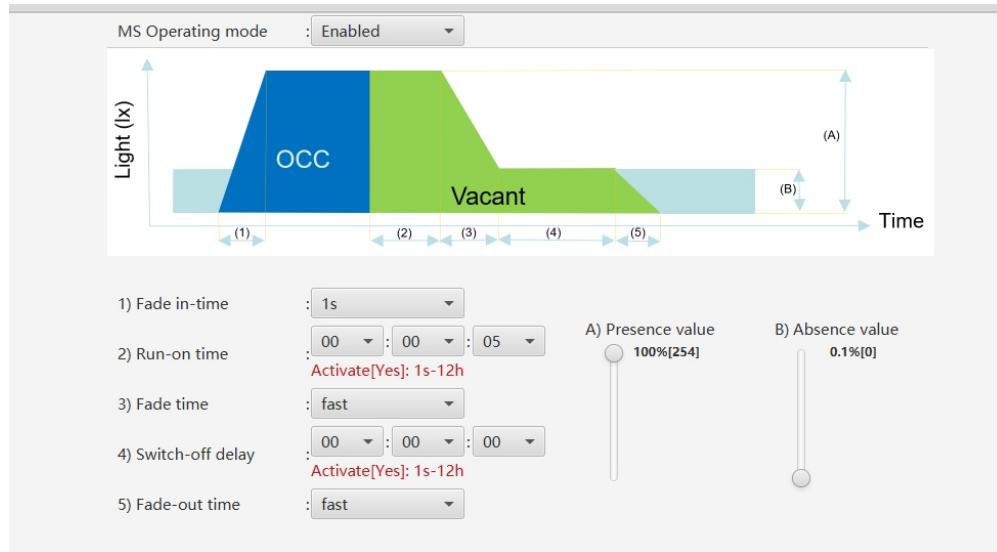 MS Operating mode : Enabled
Light (lx)
OCC
Vacant
(A)
(B)
Time
(1) (2) (3) (4) (5)
1) Fade in-time : 1s
2) Run-on time : 00 : 00 : 05
Activate[Yes]: 1s-12h
3) Fade time : fast
4) Switch-off delay : 00 : 00 : 00
Activate[Yes]: 1s-12h
5) Fade-out time : fast
A) Presence value
100%[254]
B) Absence value
0.1%[0]